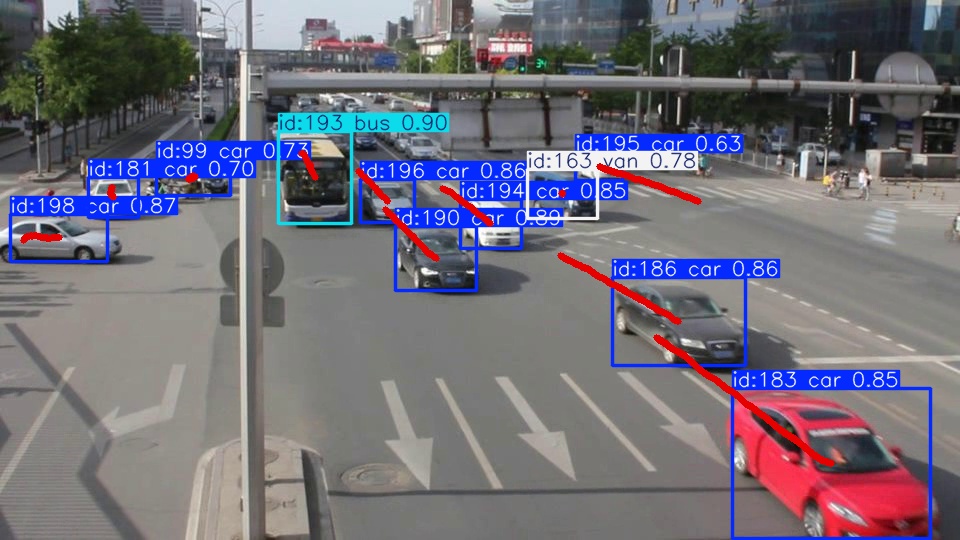 34
id:193 bus 0.90
id:195 car 0.63
id:99 car 0.73
id:163 van 0.78
id:181 car 0.70
id:196 car 0.86
id:194 car 0.85
id:198 car 0.87
id:190 car 0.89
id:186 car 0.86
id:183 car 0.85